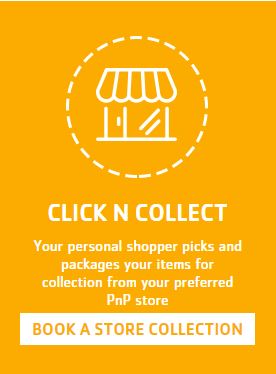 CLICK N COLLECT
Your personal shopper picks and
packages your items for
collection from your preferred
PnP store
BOOK A STORE COLLECTION